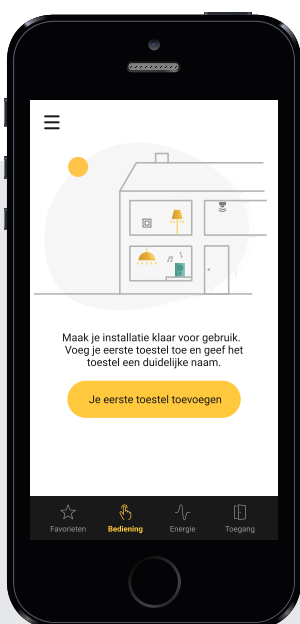 Maak je installatie klaar voor gebruik.
Voeg je eerste toestel toe en geef het
toestel een duidelijke naam.
Je eerste toestel toevoegen
Favorieten Bediening Energie Toegang